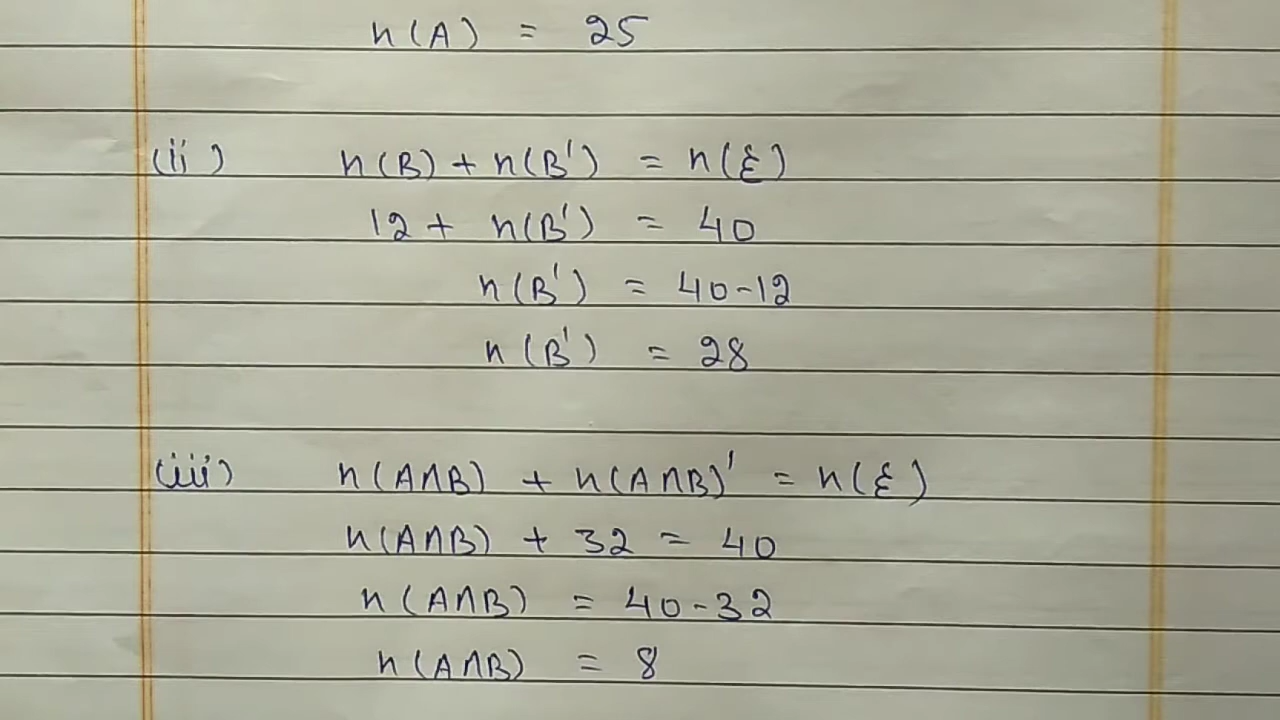 n(A) = 25
(ii) n(B) + n(B') = n(ξ)
12 + n(B') = 40
n(B') = 40-12
n(B') = 28
(iii) n(A∩B) + n(A∩B)' = n(ξ)
n(A∩B) + 32 = 40
n(A∩B) = 40-32
n(A∩B) = 8